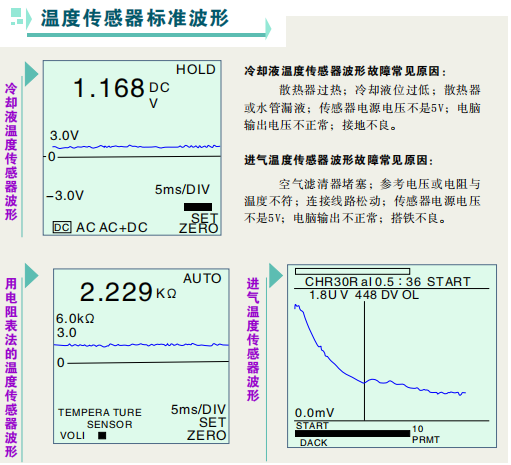 温度传感器标准波形
冷却液温度传感器波形
HOLD
1.168 DC
V
3.0V
0
−3.0V
5ms/DIV
SET
DC AC AC+DC
ZERO
冷却液温度传感器波形故障常见原因：
散热器过热；冷却液位过低；散热器
或水管漏液；传感器电源电压不是5V；电脑
输出电压不正常；接地不良。
进气温度传感器波形故障常见原因：
空气滤清器堵塞；参考电压或电阻与
温度不符；连接线路松动；传感器电源电压
不是5V；电脑输出不正常；搭铁不良。
用电阻表法的温度传感器波形
AUTO
2.229 KΩ
6.0kΩ
3.0
0
TEMPERA TURE
SENSOR
VOLI
5ms/DIV
SET
ZERO
进气温度传感器波形
CHR30R al 0.5：36 START
1.8U V 448 DV OL
0.0mV
START
10
DACK
PRMT